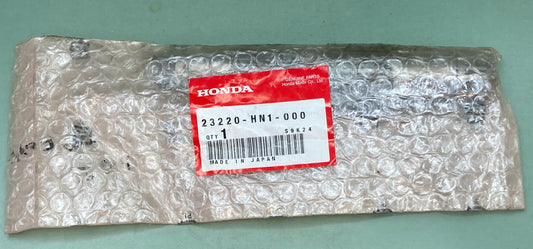 HONDA
GENUINE PARTS
Honda Motor Co., Ltd.
23220-HN1-000
QTY 1 S9K24
MADE IN JAPAN